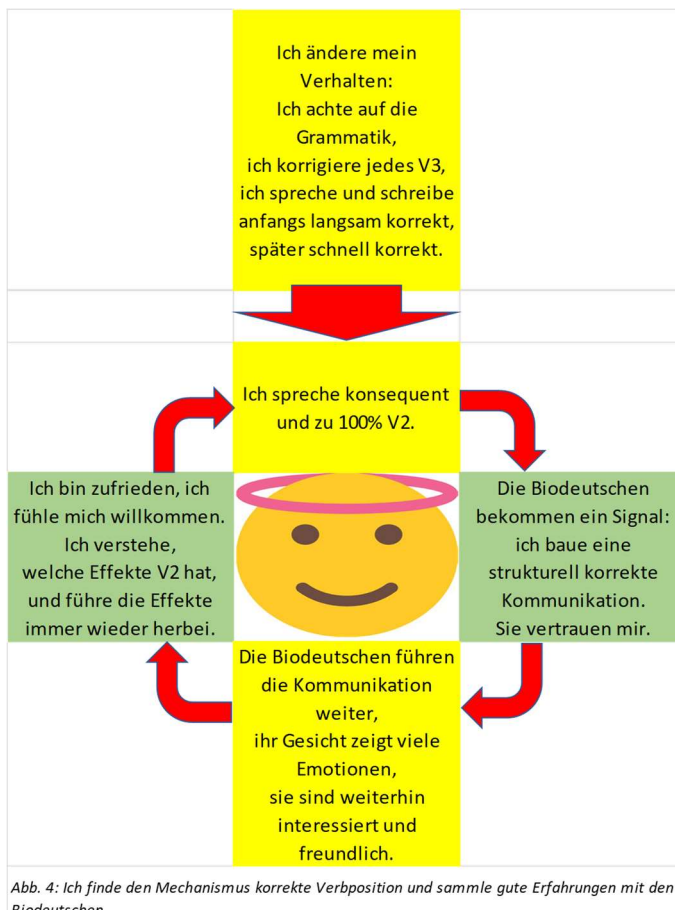 Ich ändere mein
Verhalten:
Ich achte auf die
Grammatik,
ich korrigiere jedes V3,
ich spreche und schreibe
anfangs langsam korrekt,
später schnell korrekt.
Ich spreche konsequent
und zu 100% V2.
Ich bin zufrieden, ich
fühle mich willkommen.
Ich verstehe,
welche Effekte V2 hat,
und führe die Effekte
immer wieder herbei.
Die Biodeutschen
bekommen ein Signal:
ich baue eine
strukturell korrekte
Kommunikation.
Sie vertrauen mir.
Die Biodeutschen führen
die Kommunikation
weiter,
ihr Gesicht zeigt viele
Emotionen,
sie sind weiterhin
interessiert und
freundlich.
Abb. 4: Ich finde den Mechanismus korrekte Verbposition und sammle gute Erfahrungen mit den
Biodeutschen